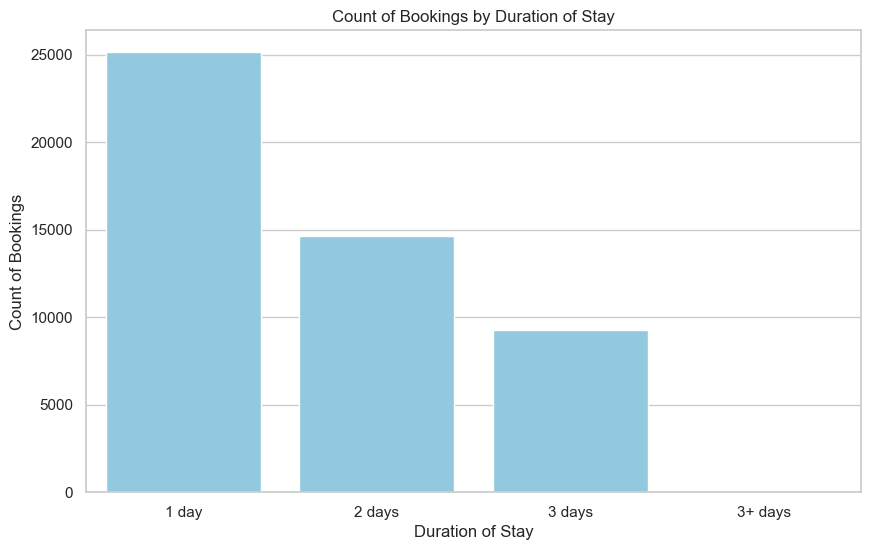 Count of Bookings by Duration of Stay
Count of Bookings
25000
20000
15000
10000
5000
0
1 day
2 days
3 days
3+ days
Duration of Stay